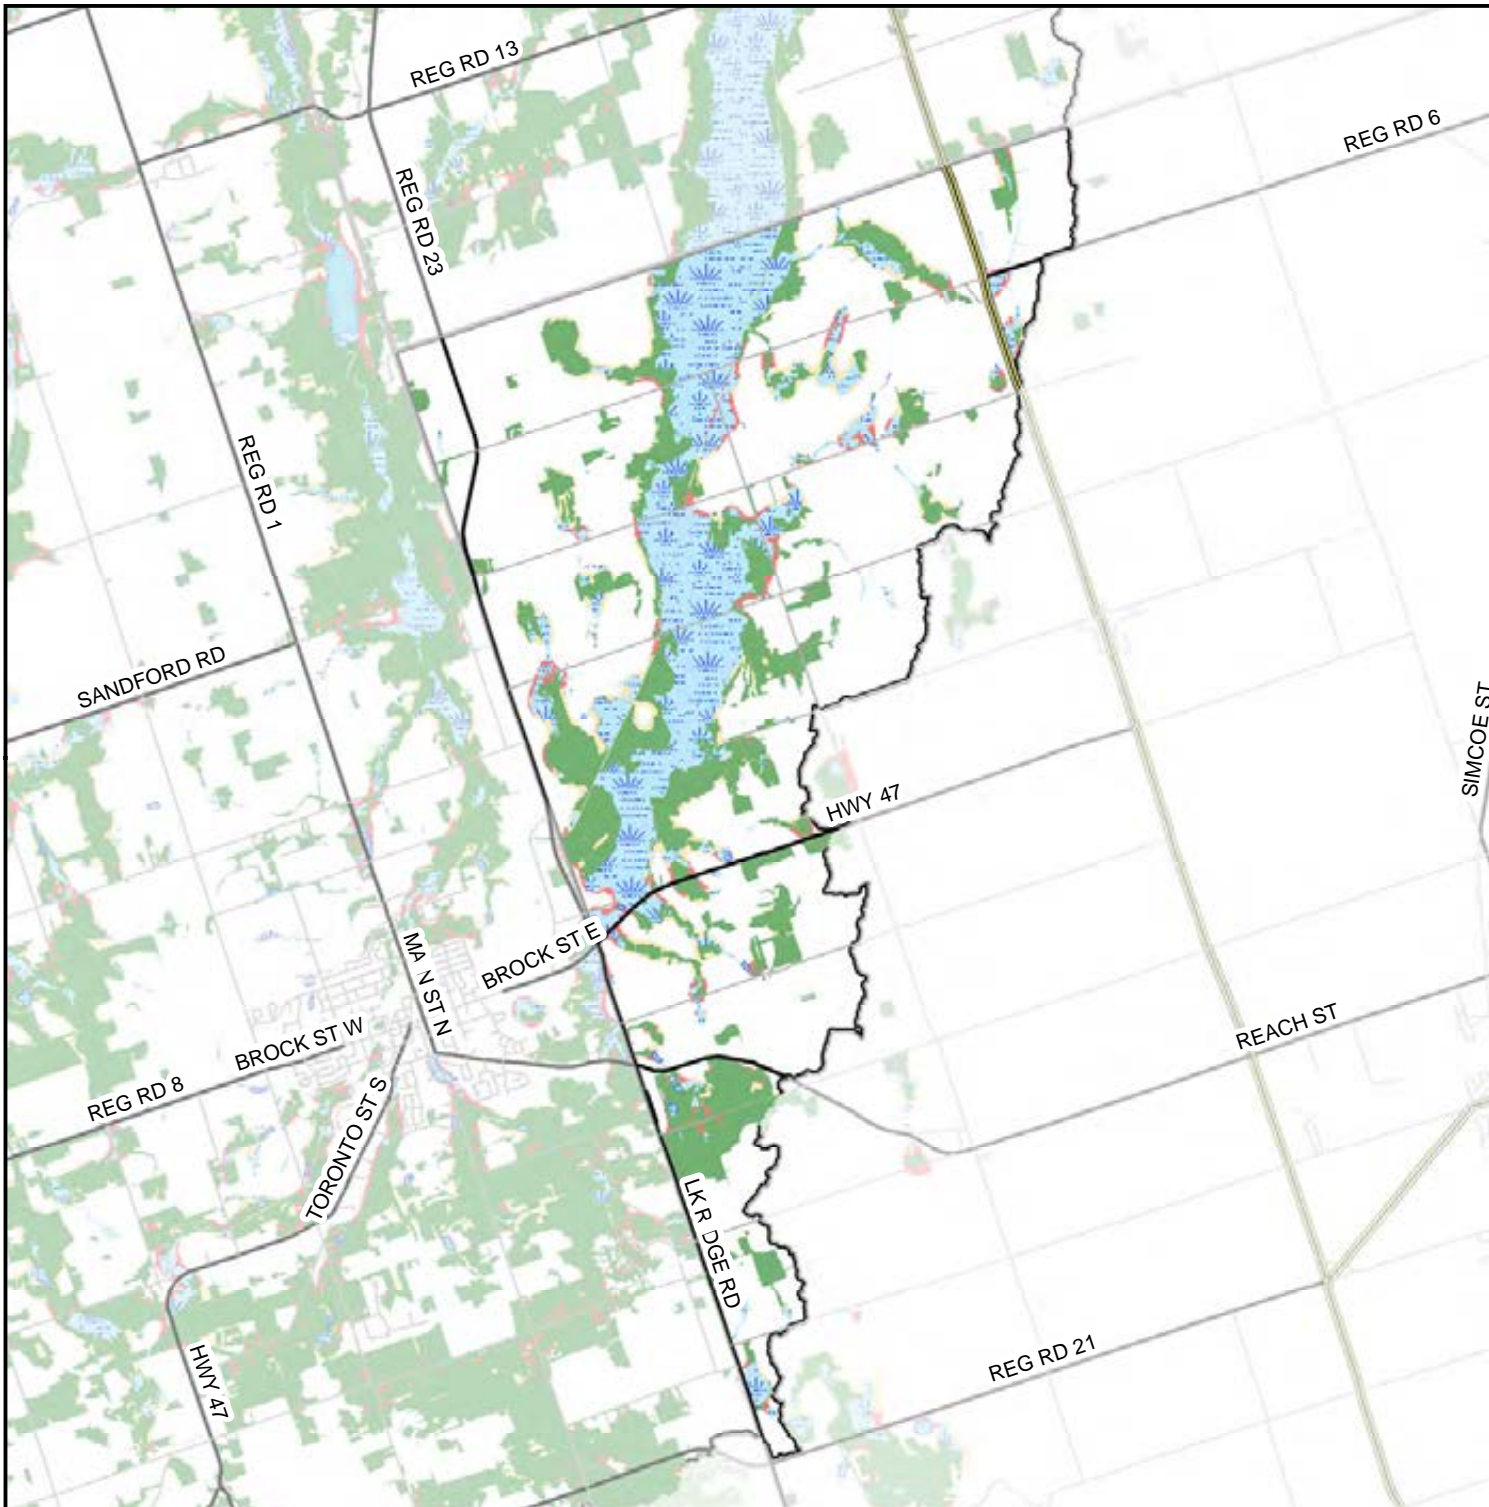 REG RD 13
REG RD 6
REG RD 23
REG RD 1
SANDFORD RD
SIMCOE ST
HWY 47
BROCK ST E
MA N ST N
BROCK ST W
REACH ST
REG RD 8
TORONTO ST S
LK R DGE RD
HWY 47
REG RD 21